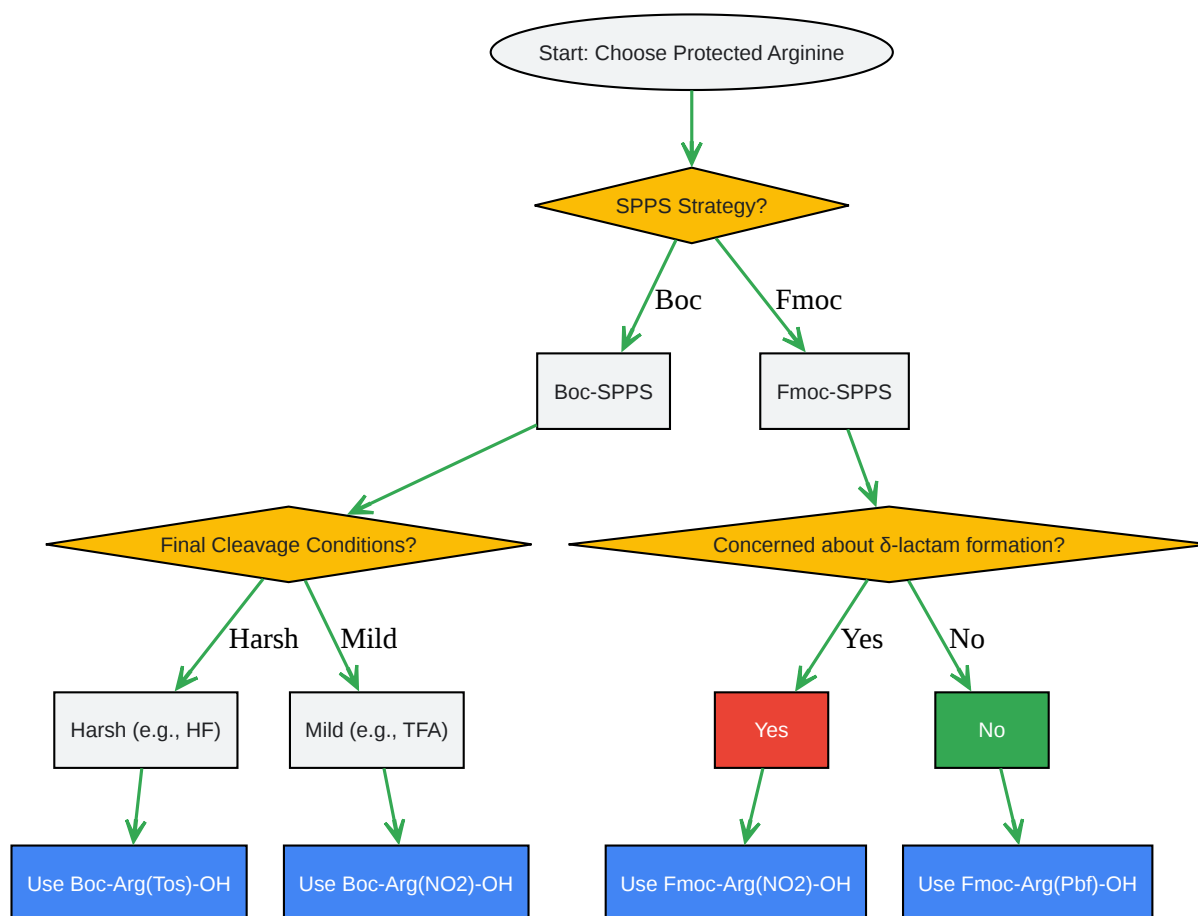 Start: Choose Protected Arginine
SPPS Strategy?
Boc
Fmoc
Boc-SPPS
Fmoc-SPPS
Final Cleavage Conditions?
Concerned about δ-lactam formation?
Harsh
Mild
Yes
No
Harsh (e.g., HF)
Mild (e.g., TFA)
Yes
No
Use Boc-Arg(Tos)-OH
Use Boc-Arg(NO2)-OH
Use Fmoc-Arg(NO2)-OH
Use Fmoc-Arg(Pbf)-OH